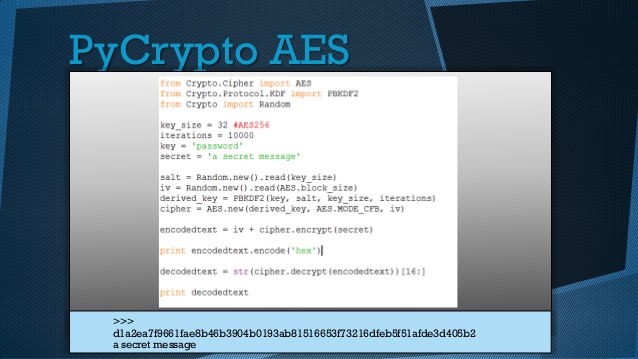 PyCrypto AES
from Crypto.Cipher import AES
from Crypto.Protocol.KDF import PBKDF2
from Crypto import Random
key_size = 32 #AES256
iterations = 10000
key = 'password'
secret = 'a secret message'
salt = Random.new().read(key_size)
iv = Random.new().read(AES.block_size)
derived_key = PBKDF2(key, salt, key_size, iterations)
cipher = AES.new(derived_key, AES.MODE_CFB, iv)
encodedtext = iv + cipher.encrypt(secret)
print encodedtext.encode('hex')
decodedtext = str(cipher.decrypt(encodedtext))[16:]
print decodedtext
>>>
d1a2ea7f9661fae8b46b3904b0193ab81516653f73216dfeb5f51afde3d405b2
a secret message